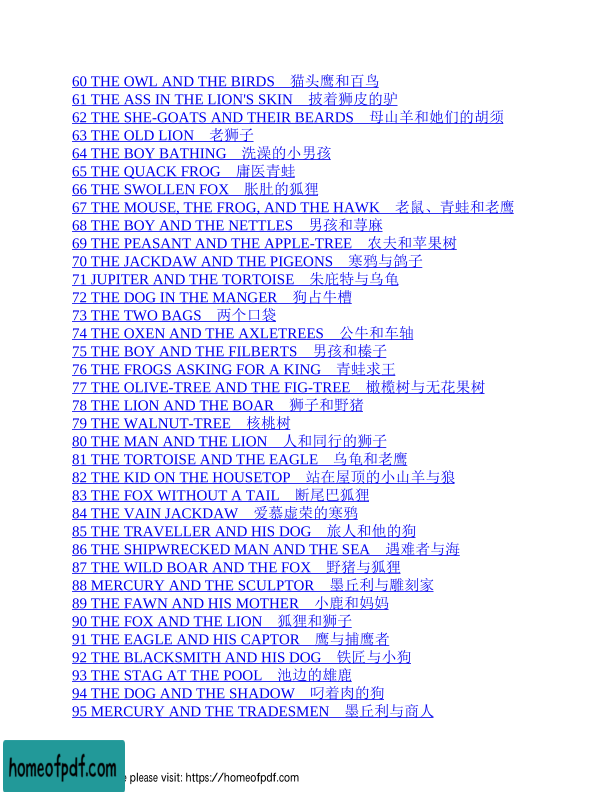 60 THE OWL AND THE BIRDS　猫头鹰和百鸟
61 THE ASS IN THE LION'S SKIN　披着狮皮的驴
62 THE SHE-GOATS AND THEIR BEARDS　母山羊和她们的胡须
63 THE OLD LION　老狮子
64 THE BOY BATHING　洗澡的小男孩
65 THE QUACK FROG　庸医青蛙
66 THE SWOLLEN FOX　胀肚的狐狸
67 THE MOUSE, THE FROG, AND THE HAWK　老鼠、青蛙和老鹰
68 THE BOY AND THE NETTLES　男孩和荨麻
69 THE PEASANT AND THE APPLE-TREE　农夫和苹果树
70 THE JACKDAW AND THE PIGEONS　寒鸦与鸽子
71 JUPITER AND THE TORTOISE　朱庇特与乌龟
72 THE DOG IN THE MANGER　狗占牛槽
73 THE TWO BAGS　两个口袋
74 THE OXEN AND THE AXLETREES　公牛和车轴
75 THE BOY AND THE FILBERTS　男孩和榛子
76 THE FROGS ASKING FOR A KING　青蛙求王
77 THE OLIVE-TREE AND THE FIG-TREE　橄榄树与无花果树
78 THE LION AND THE BOAR　狮子和野猪
79 THE WALNUT-TREE　核桃树
80 THE MAN AND THE LION　人和同行的狮子
81 THE TORTOISE AND THE EAGLE　乌龟和老鹰
82 THE KID ON THE HOUSETOP　站在屋顶的小山羊与狼
83 THE FOX WITHOUT A TAIL　断尾巴狐狸
84 THE VAIN JACKDAW　爱慕虚荣的寒鸦
85 THE TRAVELLER AND HIS DOG　旅人和他的狗
86 THE SHIPWRECKED MAN AND THE SEA　遇难者与海
87 THE WILD BOAR AND THE FOX　野猪与狐狸
88 MERCURY AND THE SCULPTOR　墨丘利与雕刻家
89 THE FAWN AND HIS MOTHER　小鹿和妈妈
90 THE FOX AND THE LION　狐狸和狮子
91 THE EAGLE AND HIS CAPTOR　鹰与捕鹰者
92 THE BLACKSMITH AND HIS DOG　铁匠与小狗
93 THE STAG AT THE POOL　池边的雄鹿
94 THE DOG AND THE SHADOW　叼着肉的狗
95 MERCURY AND THE TRADESMEN　墨丘利与商人
homeofpdf.com
please visit: https://homeofpdf.com